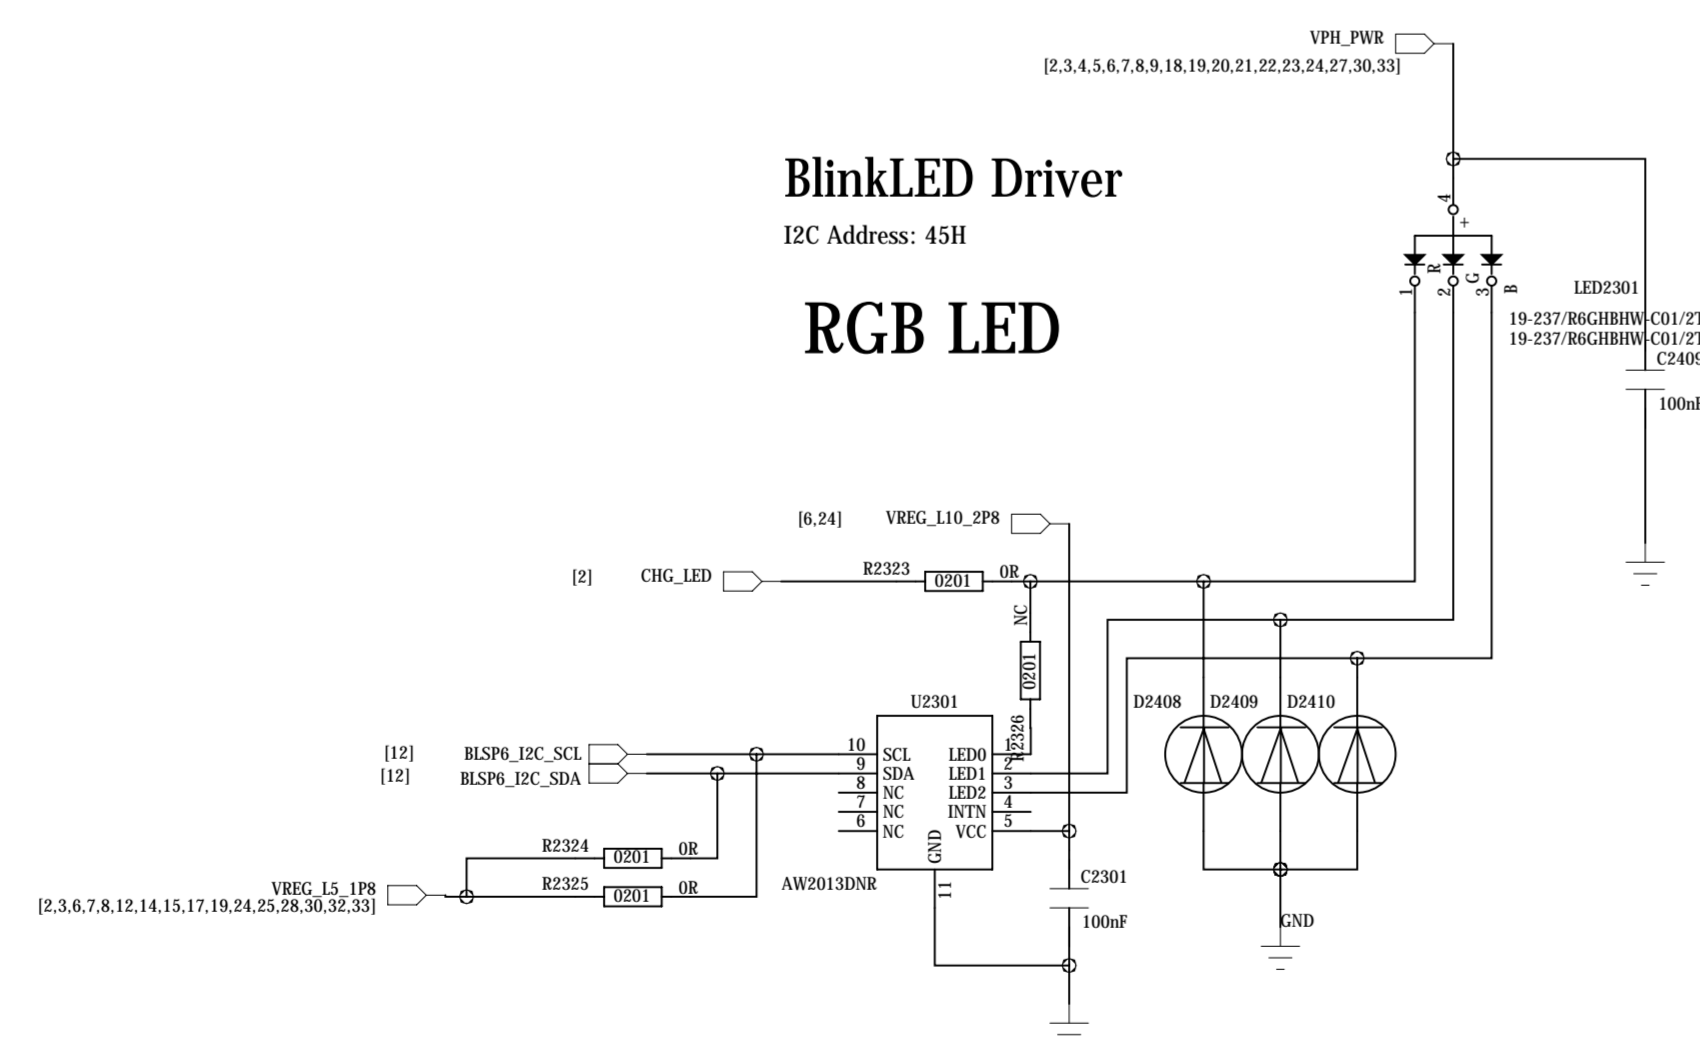 VPH_PWR
[2,3,4,5,6,7,8,9,18,19,20,21,22,23,24,27,30,33]
BlinkLED Driver
I2C Address: 45H
RGB LED
4
+
R
G
B
1
2
3
LED2301
19-237/R6GHBHW-C01/2T
19-237/R6GHBHW-C01/2T
C2409
100nF
[6,24] VREG_L10_2P8
[2] CHG_LED R2323 0201 0R
NC
0201
R2326
D2408 D2409 D2410
U2301
[12] BLSP6_I2C_SCL 10 SCL LED0 1
[12] BLSP6_I2C_SDA 9 SDA LED1 2
8 NC LED2 3
7 NC INTN 4
6 NC VCC 5
GND
11
AW2013DNR
R2324 0201 0R
R2325 0201 0R
VREG_L5_1P8
[2,3,6,7,8,12,14,15,17,19,24,25,28,30,32,33]
C2301
100nF
GND